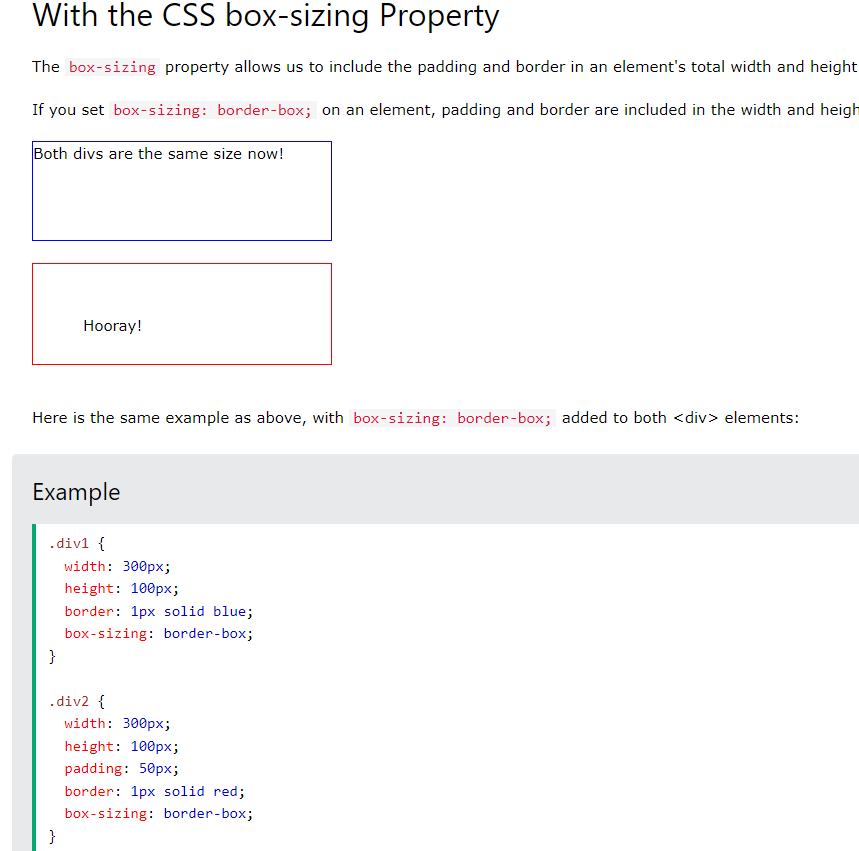 With the CSS box-sizing Property
The box-sizing property allows us to include the padding and border in an element's total width and height
If you set box-sizing: border-box; on an element, padding and border are included in the width and heigh
Both divs are the same size now!
Hooray!
Here is the same example as above, with box-sizing: border-box; added to both <div> elements:
Example
.div1 {
  width: 300px;
  height: 100px;
  border: 1px solid blue;
  box-sizing: border-box;
}
.div2 {
  width: 300px;
  height: 100px;
  padding: 50px;
  border: 1px solid red;
  box-sizing: border-box;
}